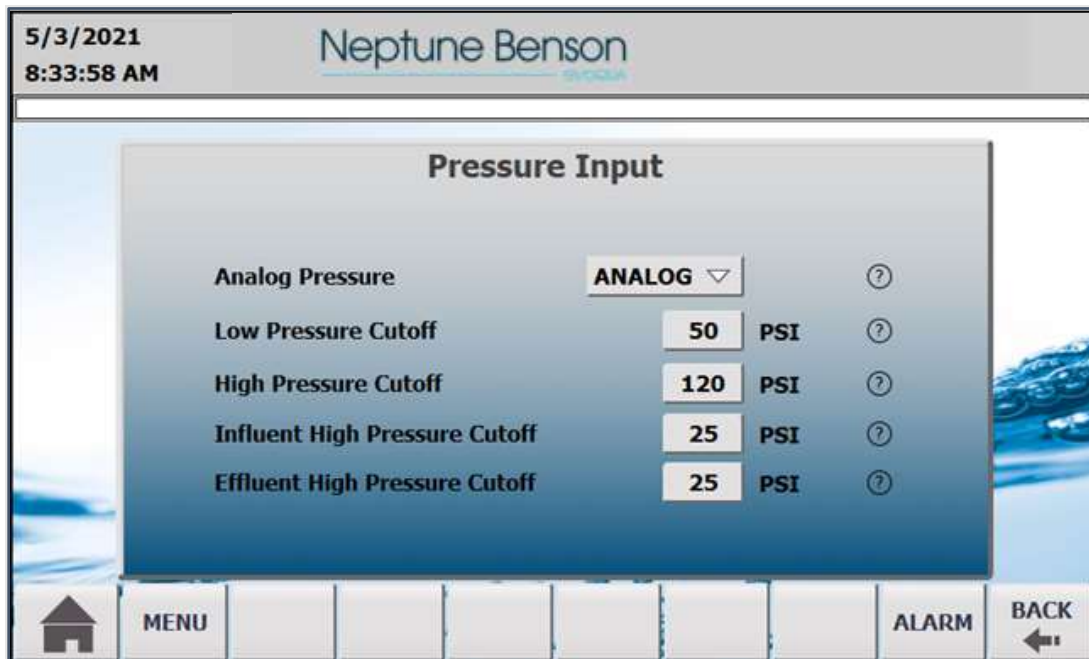 5/3/2021
8:33:58 AM
Neptune Benson
EVOQUA
Pressure Input
Analog Pressure ANALOG ?
Low Pressure Cutoff 50 PSI ?
High Pressure Cutoff 120 PSI ?
Influent High Pressure Cutoff 25 PSI ?
Effluent High Pressure Cutoff 25 PSI ?
MENU ALARM BACK